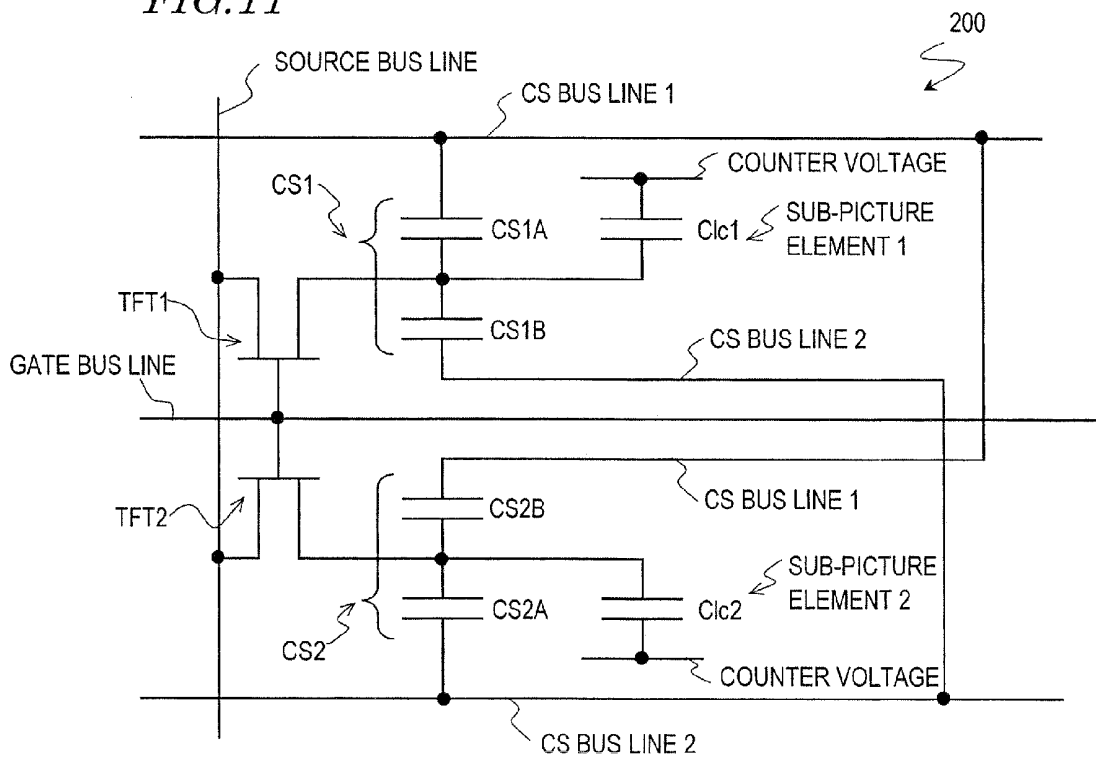 FIG.11
200
SOURCE BUS LINE
CS BUS LINE 1
COUNTER VOLTAGE
CS1
CS1A
Clc1
SUB-PICTURE
ELEMENT 1
TFT1
CS1B
CS BUS LINE 2
GATE BUS LINE
CS BUS LINE 1
TFT2
CS2B
SUB-PICTURE
ELEMENT 2
CS2A
Clc2
CS2
COUNTER VOLTAGE
CS BUS LINE 2